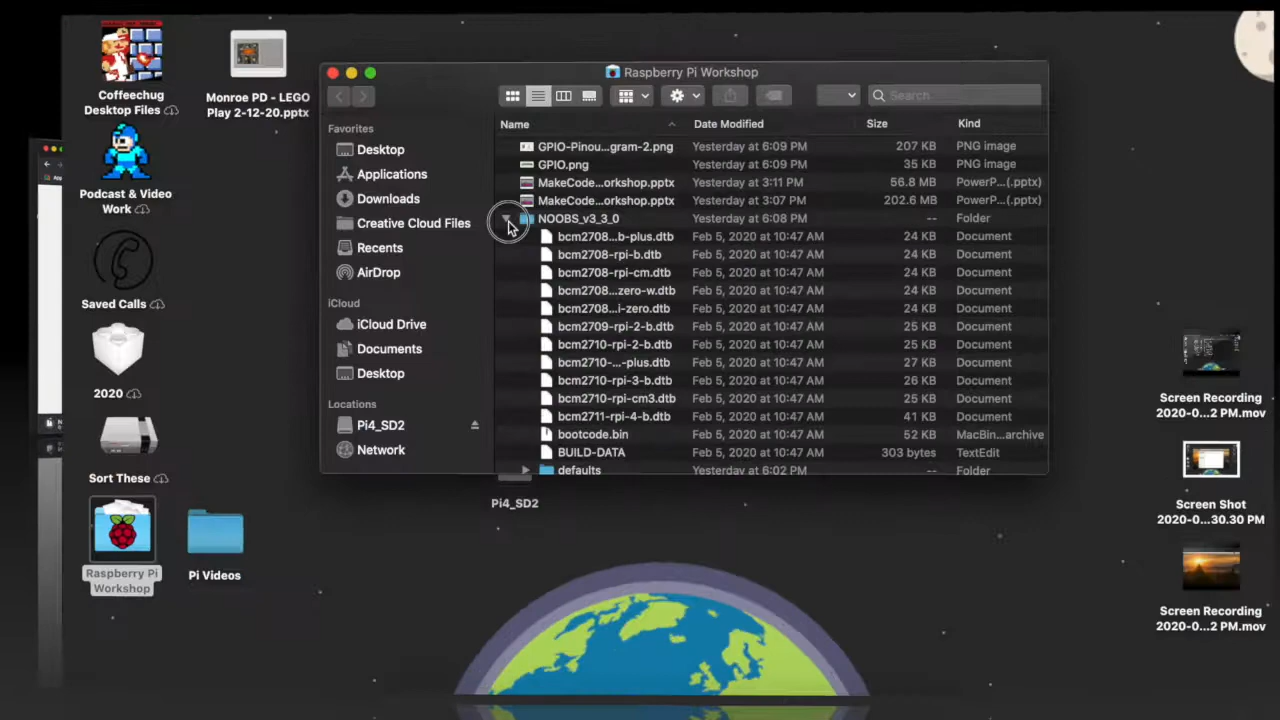 Coffeechug
Desktop Files
Monroe PD - LEGO
Play 2-12-20.pptx
Podcast & Video
Work
Saved Calls
2020
Sort These
Raspberry Pi
Workshop
Pi Videos
Raspberry Pi Workshop
Search
Favorites
Desktop
Applications
Downloads
Creative Cloud Files
Recents
AirDrop
iCloud
iCloud Drive
Documents
Desktop
Locations
Pi4_SD2
Network
Name Date Modified Size Kind
GPIO-Pinou...gram-2.png Yesterday at 6:09 PM 207 KB PNG image
GPIO.png Yesterday at 6:09 PM 35 KB PNG image
MakeCode...orkshop.pptx Yesterday at 3:11 PM 56.8 MB PowerP...(.pptx)
MakeCode...orkshop.pptx Yesterday at 3:07 PM 202.6 MB PowerP...(.pptx)
NOOBS_v3_3_0 Yesterday at 6:08 PM -- Folder
bcm2708...b-plus.dtb Feb 5, 2020 at 10:47 AM 24 KB Document
bcm2708-rpi-b.dtb Feb 5, 2020 at 10:47 AM 24 KB Document
bcm2708-rpi-cm.dtb Feb 5, 2020 at 10:47 AM 24 KB Document
bcm2708...zero-w.dtb Feb 5, 2020 at 10:47 AM 24 KB Document
bcm2708...i-zero.dtb Feb 5, 2020 at 10:47 AM 24 KB Document
bcm2709-rpi-2-b.dtb Feb 5, 2020 at 10:47 AM 25 KB Document
bcm2710-rpi-2-b.dtb Feb 5, 2020 at 10:47 AM 25 KB Document
bcm2710-...-plus.dtb Feb 5, 2020 at 10:47 AM 27 KB Document
bcm2710-rpi-3-b.dtb Feb 5, 2020 at 10:47 AM 26 KB Document
bcm2710-rpi-cm3.dtb Feb 5, 2020 at 10:47 AM 25 KB Document
bcm2711-rpi-4-b.dtb Feb 5, 2020 at 10:47 AM 41 KB Document
bootcode.bin Feb 5, 2020 at 10:47 AM 52 KB MacBin...archive
BUILD-DATA Feb 5, 2020 at 10:47 AM 303 bytes TextEdit
defaults Yesterday at 6:02 PM -- Folder
Pi4_SD2
Screen Recording
2020-0...2 PM.mov
Screen Shot
2020-0...30.30 PM
Screen Recording
2020-0...2 PM.mov